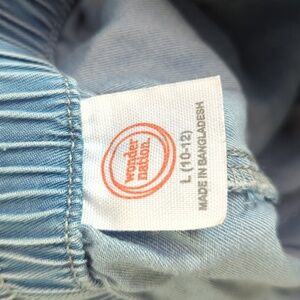 wonder
nation.
L (10-12)
MADE IN BANGLADESH